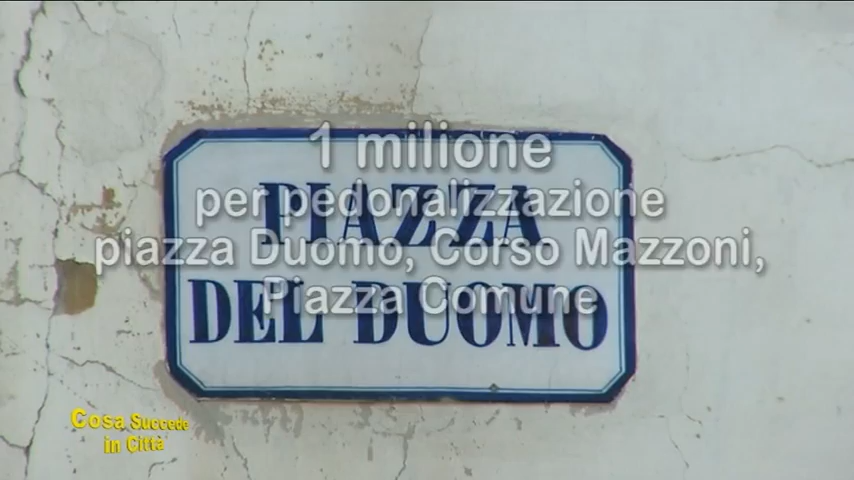 1 milione
per pedonalizzazione
piazza Duomo, Corso Mazzoni,
Piazza Comune
PIAZZA
DEL DUOMO
Cosa Succede
in Città